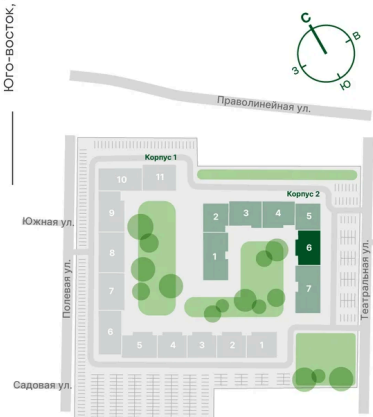 Юго-восток,
С
В
З
Ю
Праволинейная ул.
Корпус 1
10
11
Корпус 2
9
2
3
4
5
Южная ул.
8
1
6
7
7
Полевая ул.
Театральная ул.
6
5
4
3
2
1
Садовая ул.